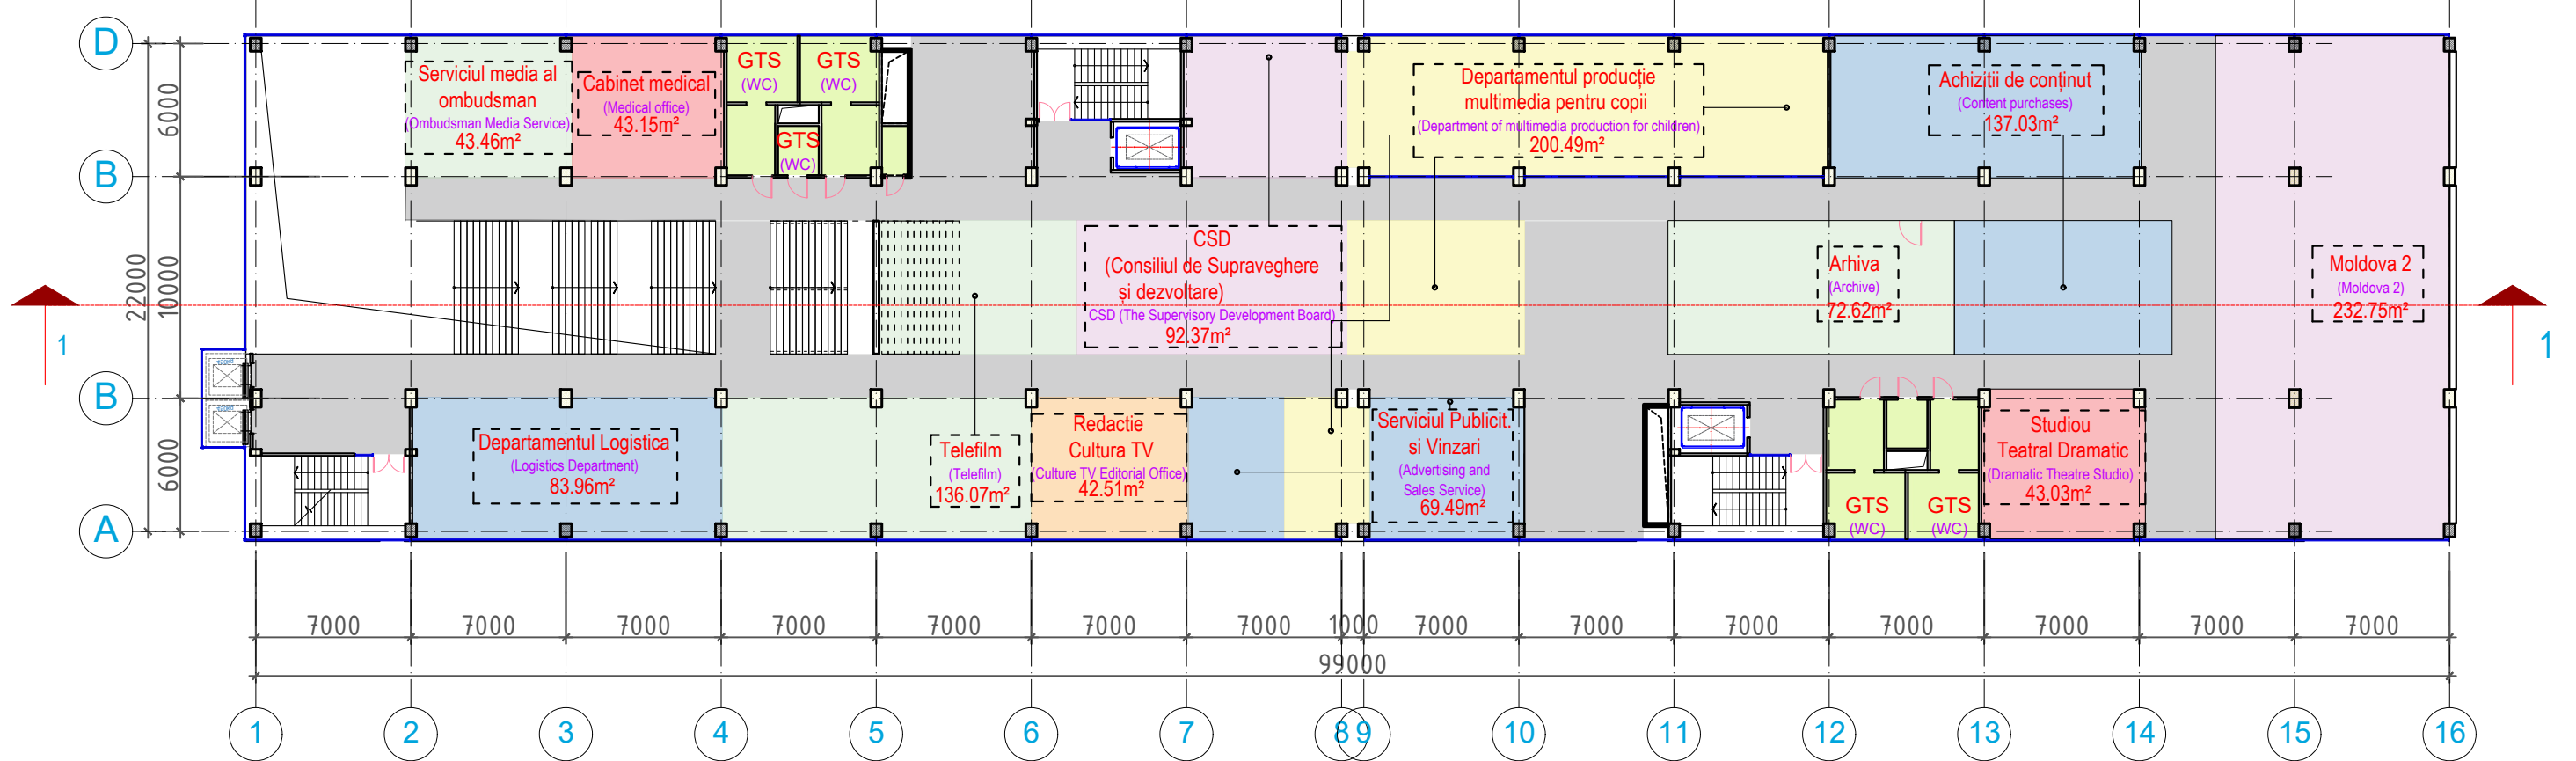 D
B
B
A
6000
10000
6000
22000
1
1
Serviciul media al
ombudsman
(Ombudsman Media Service)
43.46m²
Cabinet medical
(Medical office)
43.15m²
GTS
(WC)
GTS
(WC)
GTS
(WC)
Departamentul producție
multimedia pentru copii
(Department of multimedia production for children)
200.49m²
Achizitii de conținut
(Content purchases)
137.03m²
CSD
(Consiliul de Supraveghere
și dezvoltare)
CSD (The Supervisory Development Board)
92.37m²
Arhiva
(Archive)
72.62m²
Moldova 2
(Moldova 2)
232.75m²
Departamentul Logistica
(Logistics Department)
83.96m²
Telefilm
(Telefilm)
136.07m²
Redactie
Cultura TV
(Culture TV Editorial Office)
42.51m²
Serviciul Publicit.
si Vinzari
(Advertising and
Sales Service)
69.49m²
GTS
(WC)
GTS
(WC)
Studiou
Teatral Dramatic
(Dramatic Theatre Studio)
43.03m²
7000 7000 7000 7000 7000 7000 7000 1000 7000 7000 7000 7000 7000 7000 7000
99000
1 2 3 4 5 6 7 8 9 10 11 12 13 14 15 16